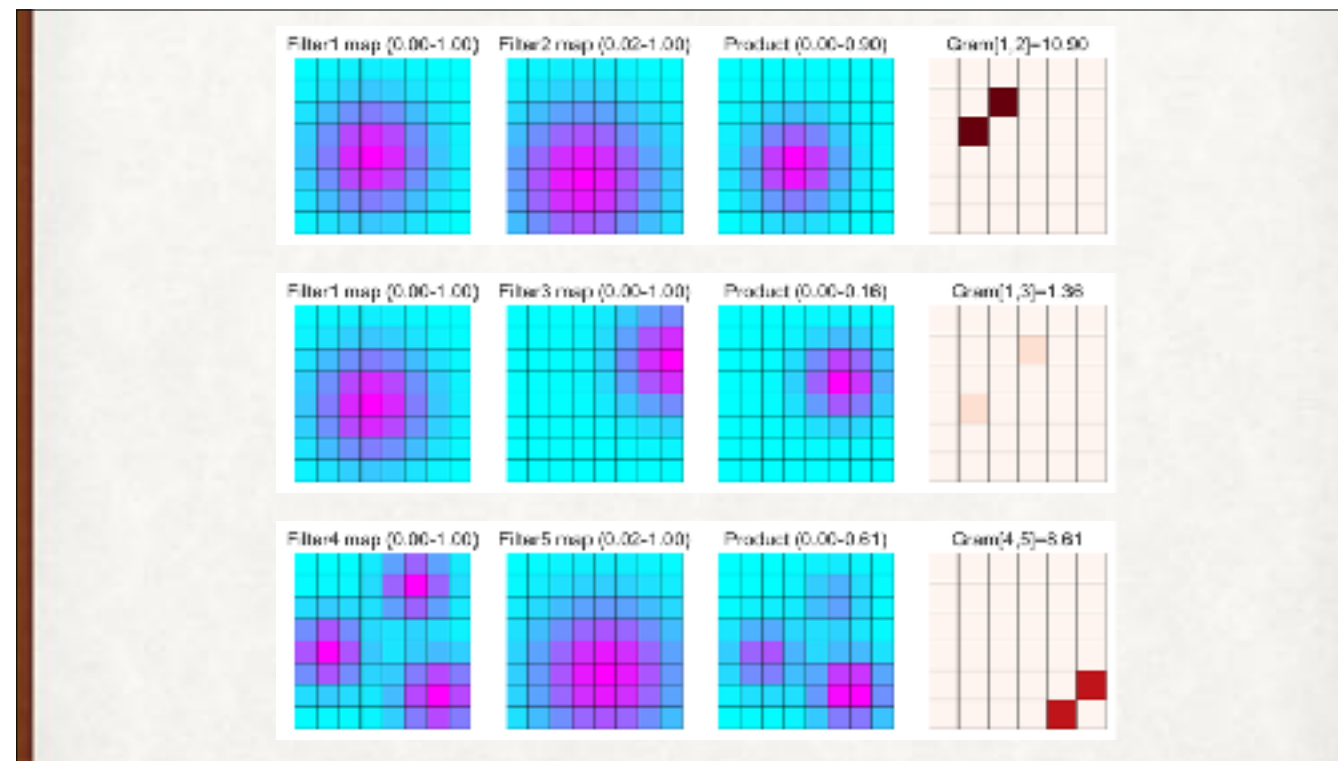 Filter1 map (0.00-1.00) Filter2 map (0.02-1.00) Product (0.00-0.90) Gram[1,2]=10.90
Filter1 map (0.00-1.00) Filter3 map (0.00-1.00) Product (0.00-0.16) Gram[1,3]=1.36
Filter4 map (0.00-1.00) Filter5 map (0.02-1.00) Product (0.00-0.61) Gram[4,5]=8.61